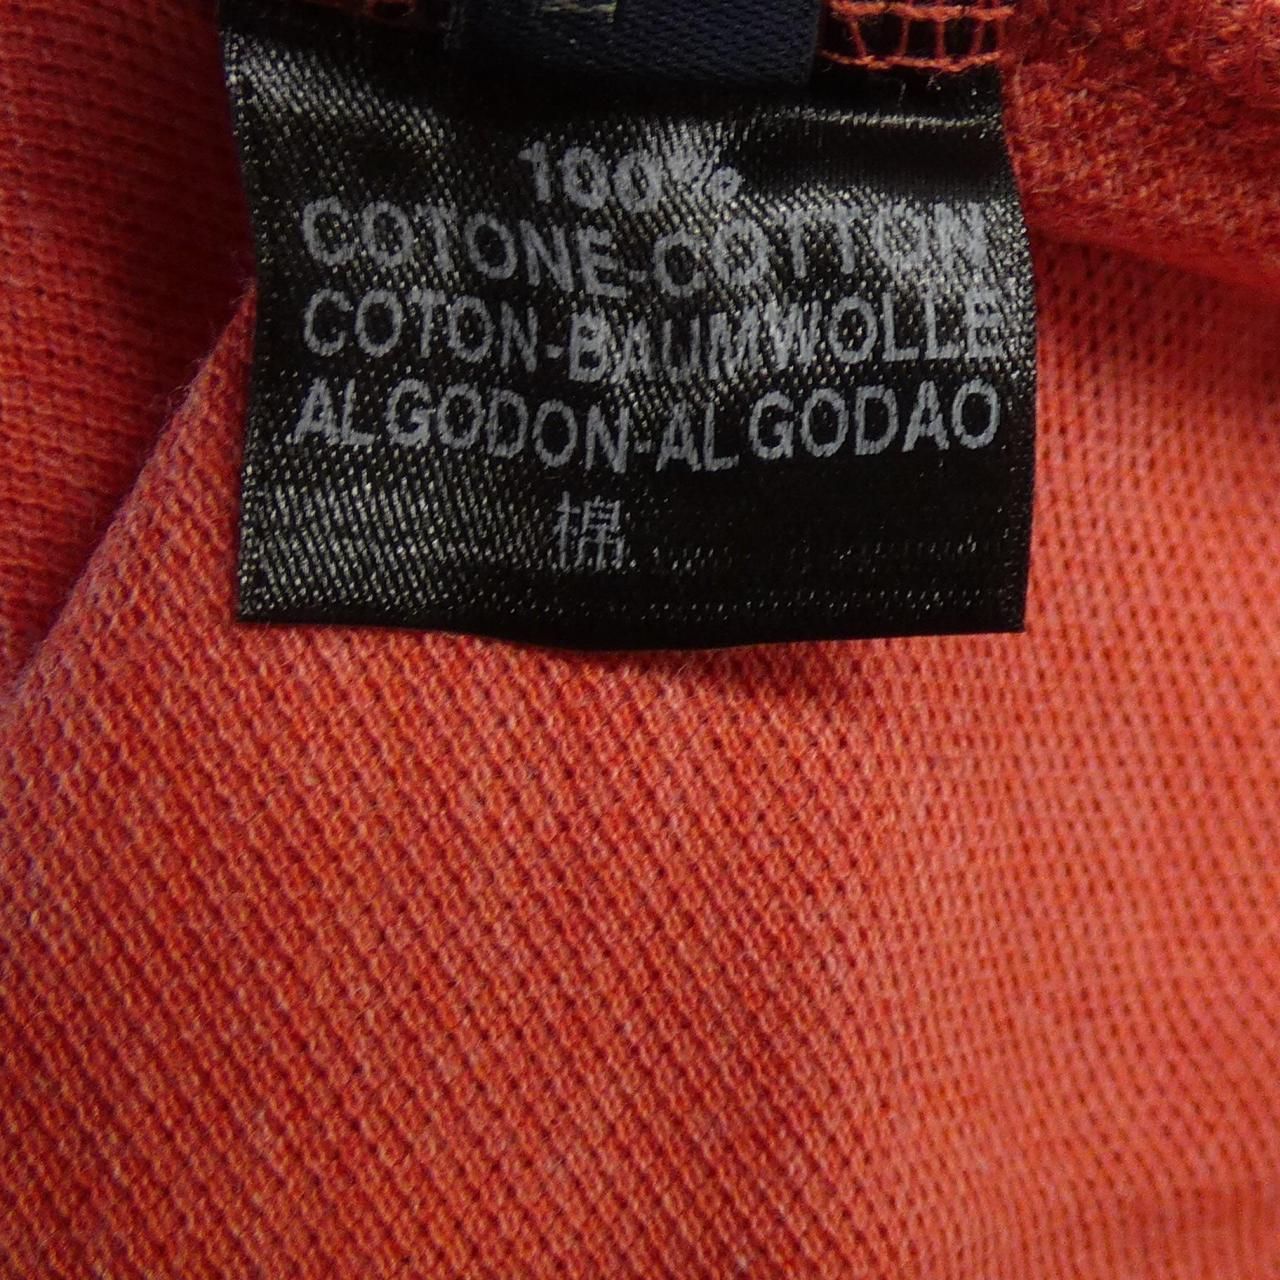 100%
COTONE-COTTON
COTON-BAUMWOLLE
ALGODON-ALGODAO
棉